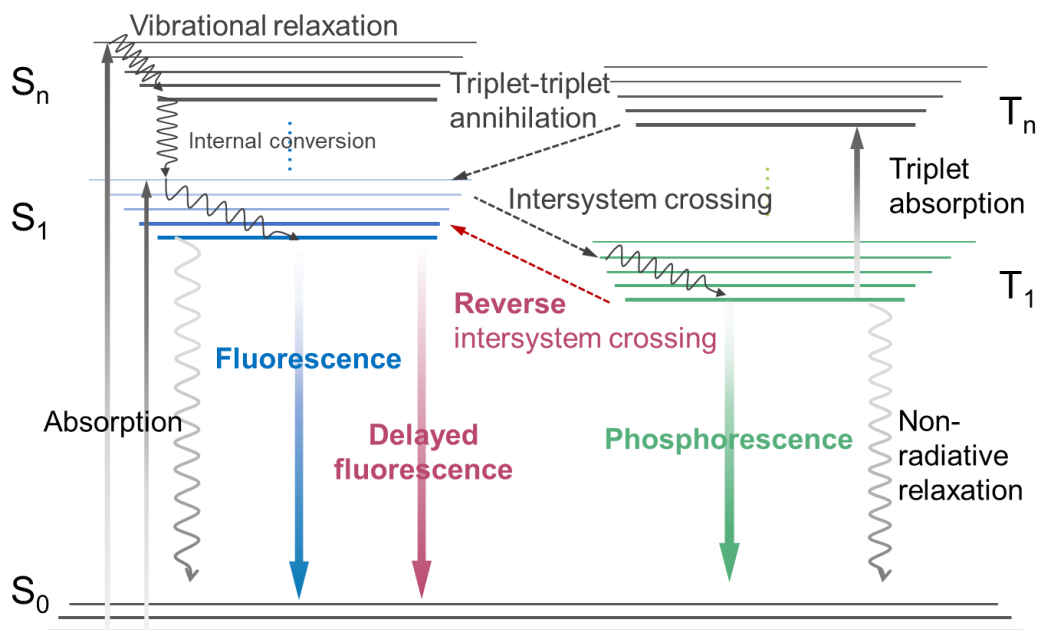 Vibrational relaxation
Sn
Triplet-triplet
annihilation
Tn
Internal conversion
Triplet
absorption
Intersystem crossing
S1
T1
Reverse
intersystem crossing
Fluorescence
Absorption
Delayed
fluorescence
Phosphorescence
Non-
radiative
relaxation
S0